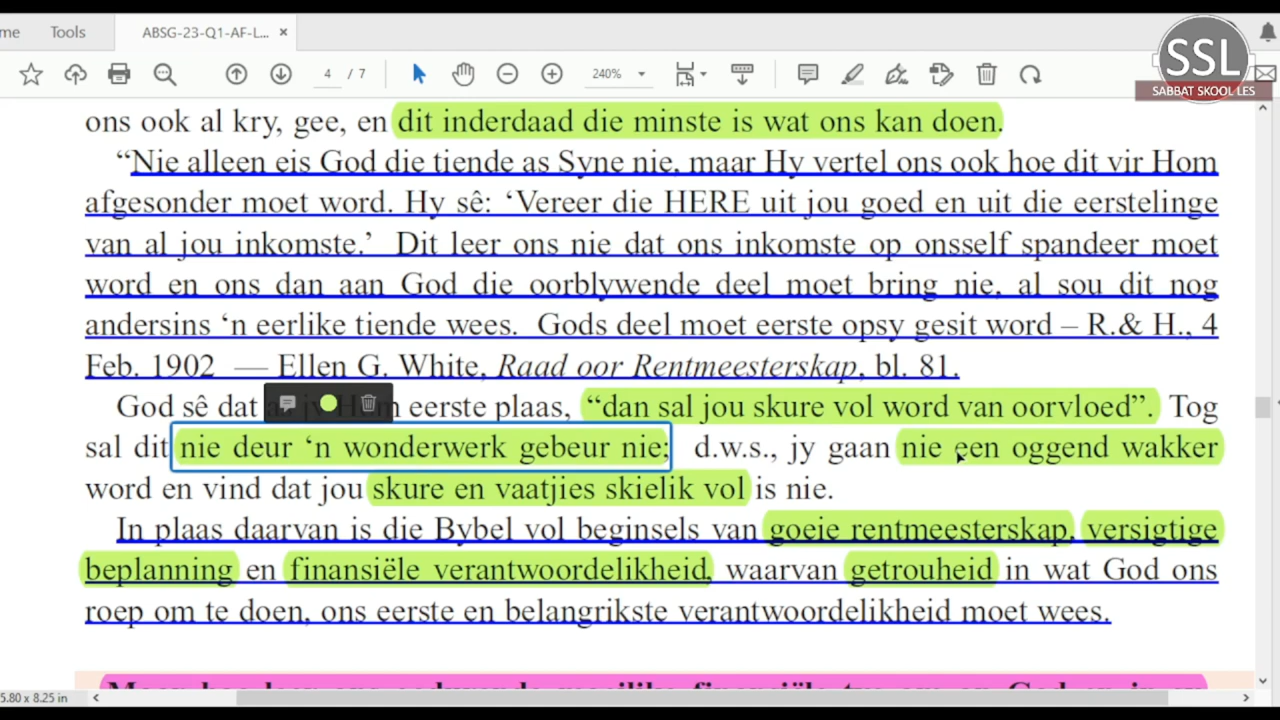 me Tools ABSG-23-Q1-AF-L... ×
SSL
SABBAT SKOOL LES
4 / 7 240%
ons ook al kry, gee, en dit inderdaad die minste is wat ons kan doen.
“Nie alleen eis God die tiende as Syne nie, maar Hy vertel ons ook hoe dit vir Hom
afgesonder moet word. Hy sê: ‘Vereer die HERE uit jou goed en uit die eerstelinge
van al jou inkomste.’ Dit leer ons nie dat ons inkomste op onsself spandeer moet
word en ons dan aan God die oorblywende deel moet bring nie, al sou dit nog
andersins ‘n eerlike tiende wees. Gods deel moet eerste opsy gesit word – R.& H., 4
Feb. 1902 — Ellen G. White, Raad oor Rentmeesterskap, bl. 81.
God sê dat eerste plaas, “dan sal jou skure vol word van oorvloed”. Tog
sal dit nie deur ‘n wonderwerk gebeur nie; d.w.s., jy gaan nie een oggend wakker
word en vind dat jou skure en vaatjies skielik vol is nie.
In plaas daarvan is die Bybel vol beginsels van goeie rentmeesterskap, versigtige
beplanning en finansiële verantwoordelikheid, waarvan getrouheid in wat God ons
roep om te doen, ons eerste en belangrikste verantwoordelikheid moet wees.
5.80 x 8.25 in